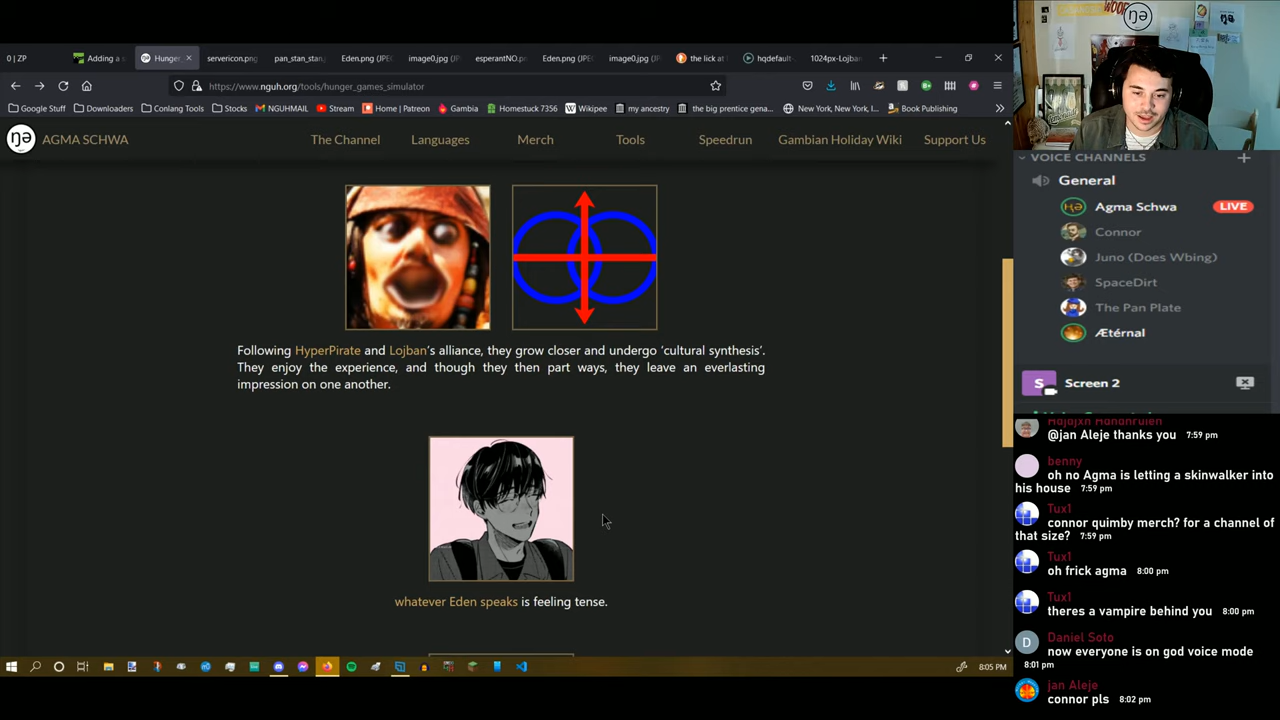 0 | ZP
Adding a
Hunger
servericon.png
pan_stan_stan
Eden.png (JPE
image0.jpg (
esperantNO.p
Eden.png (JPE
image0.jpg (
the lick at
hqdefault
1024px-Lojba
https://www.nguh.org/tools/hunger_games_simulator
Google Stuff
Downloaders
Conlang Tools
Stocks
NGUHMAIL
Stream
Home | Patreon
Gambia
Homestuck 7356
Wikipee
my ancestry
the big prentice gena...
New York, New York, I...
Book Publishing
AGMA SCHWA
The Channel
Languages
Merch
Tools
Speedrun
Gambian Holiday Wiki
Support Us
Following HyperPirate and Lojban's alliance, they grow closer and undergo 'cultural synthesis'.
They enjoy the experience, and though they then part ways, they leave an everlasting
impression on one another.
whatever Eden speaks is feeling tense.
8:05 PM
ŋə
VOICE CHANNELS
General
Agma Schwa
LIVE
Connor
Juno (Does Wbing)
SpaceDirt
The Pan Plate
Ætérnal
S
Screen 2
@jan Aleje thanks you 7:59 pm
benny
oh no Agma is letting a skinwalker into
his house 7:59 pm
Tux1
connor quimby merch? for a channel of
that size? 7:59 pm
Tux1
oh frick agma 8:00 pm
Tux1
theres a vampire behind you 8:00 pm
D
Daniel Soto
now everyone is on god voice mode
8:01 pm
jan Aleje
connor pls 8:02 pm